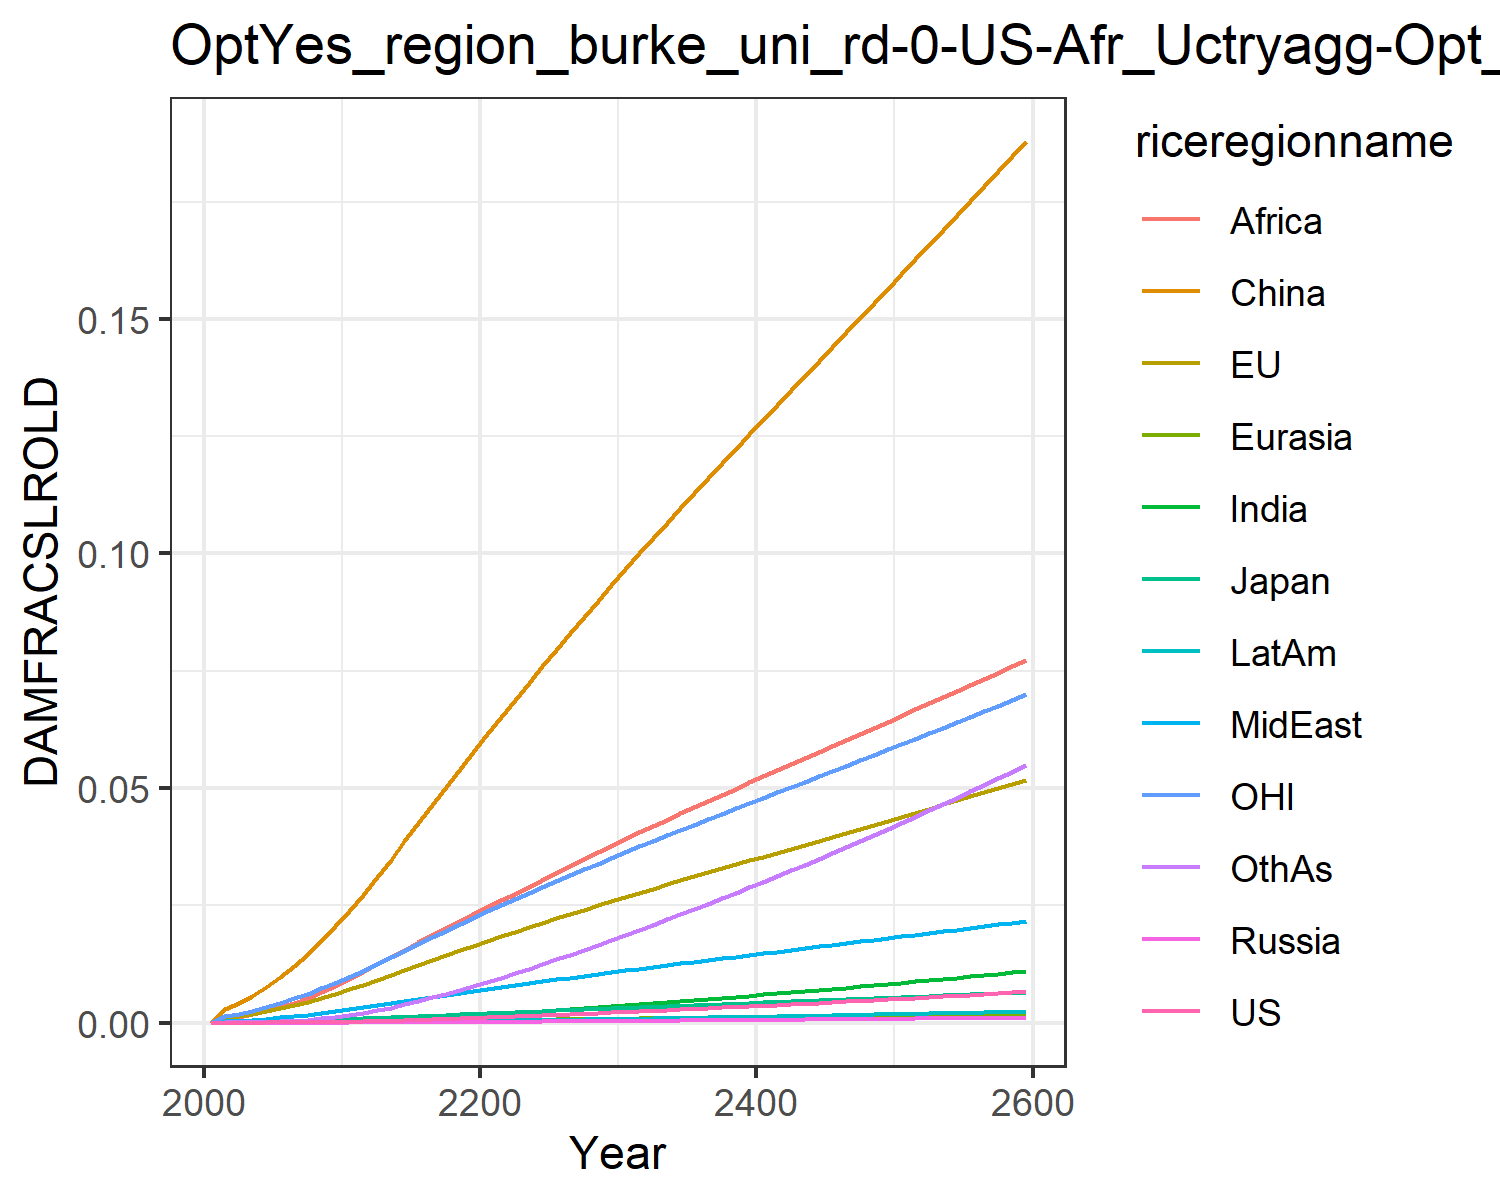 OptYes_region_burke_uni_rd-0-US-Afr_Uctryagg-Opt_
riceregionname
Africa
China
EU
Eurasia
India
Japan
LatAm
MidEast
OHI
OthAs
Russia
US
DAMFRACSLROLD
0.15
0.10
0.05
0.00
2000 2200 2400 2600
Year